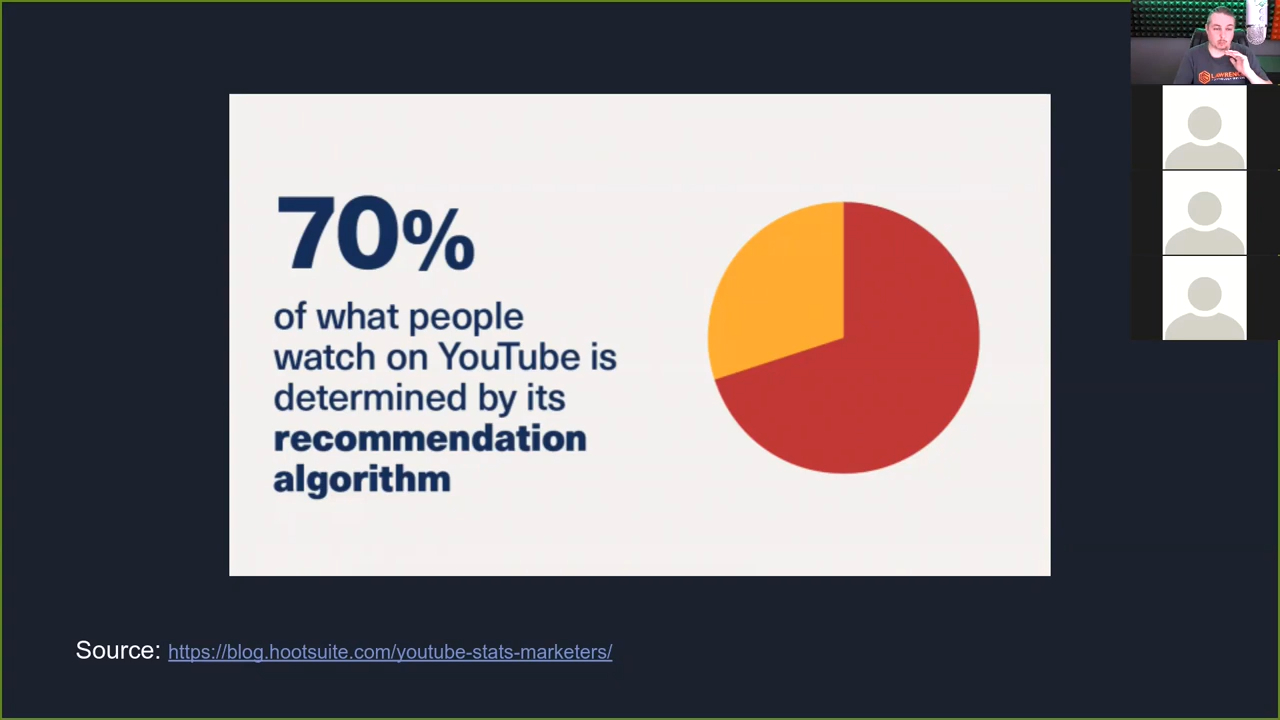 70%
of what people
watch on YouTube is
determined by its
recommendation
algorithm
Source: https://blog.hootsuite.com/youtube-stats-marketers/
LAWRENCE